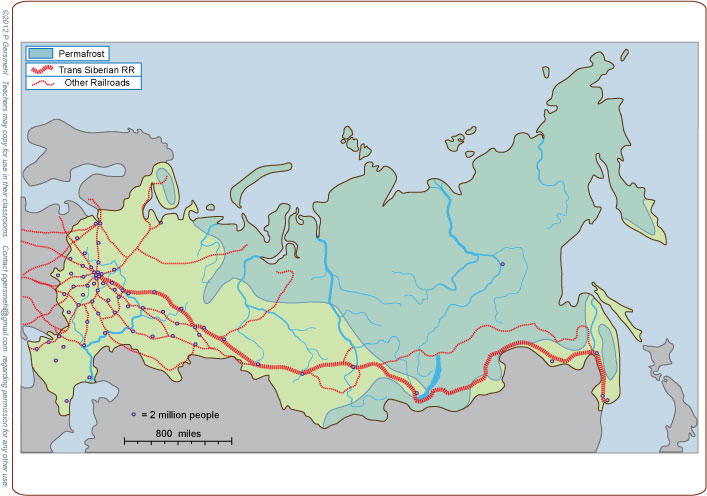 Permafrost
Trans Siberian RR
Other Railroads
= 2 million people
800 miles
©2012 P Gersmehl Teachers may copy for use in their classrooms. Contact pgersmehl@gmail.com regarding permission for any other use.